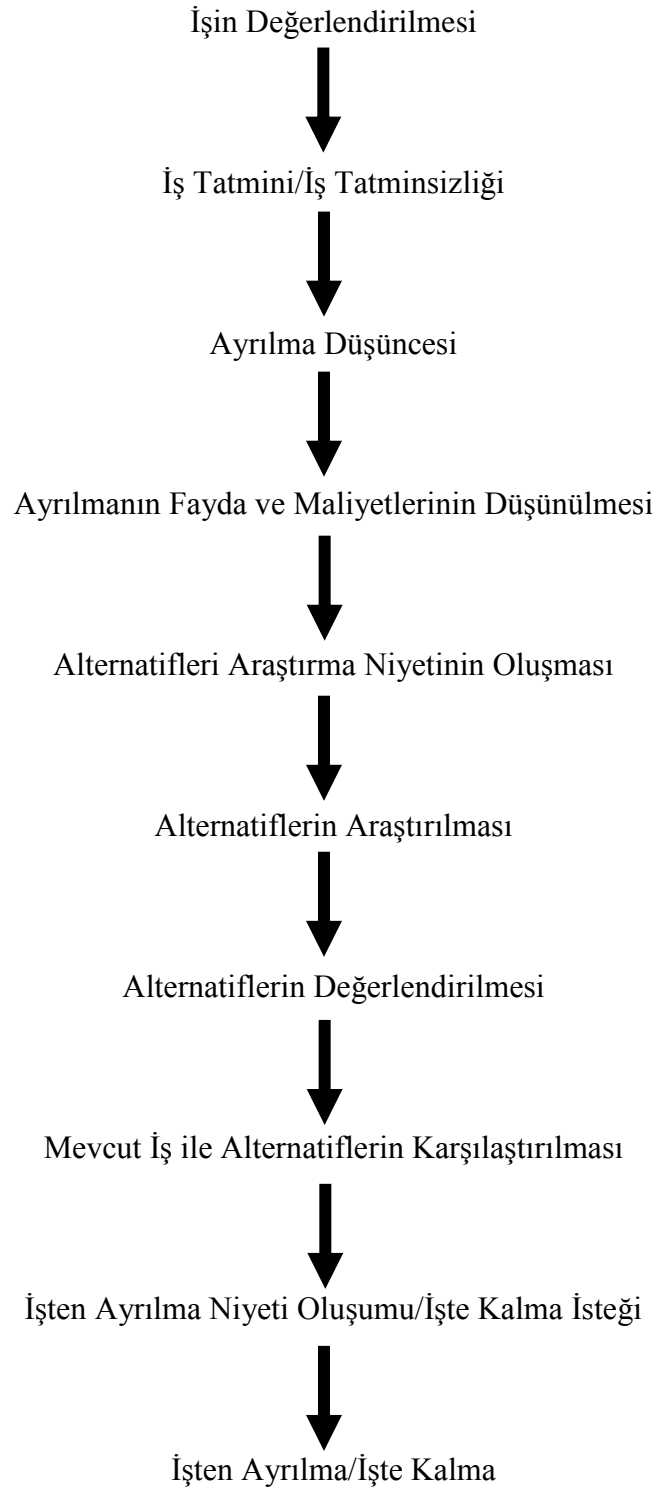 İşin Değerlendirilmesi
İş Tatmini/İş Tatminsizliği
Ayrılma Düşüncesi
Ayrılmanın Fayda ve Maliyetlerinin Düşünülmesi
Alternatifleri Araştırma Niyetinin Oluşması
Alternatiflerin Araştırılması
Alternatiflerin Değerlendirilmesi
Mevcut İş ile Alternatiflerin Karşılaştırılması
İşten Ayrılma Niyeti Oluşumu/İşte Kalma İsteği
İşten Ayrılma/İşte Kalma